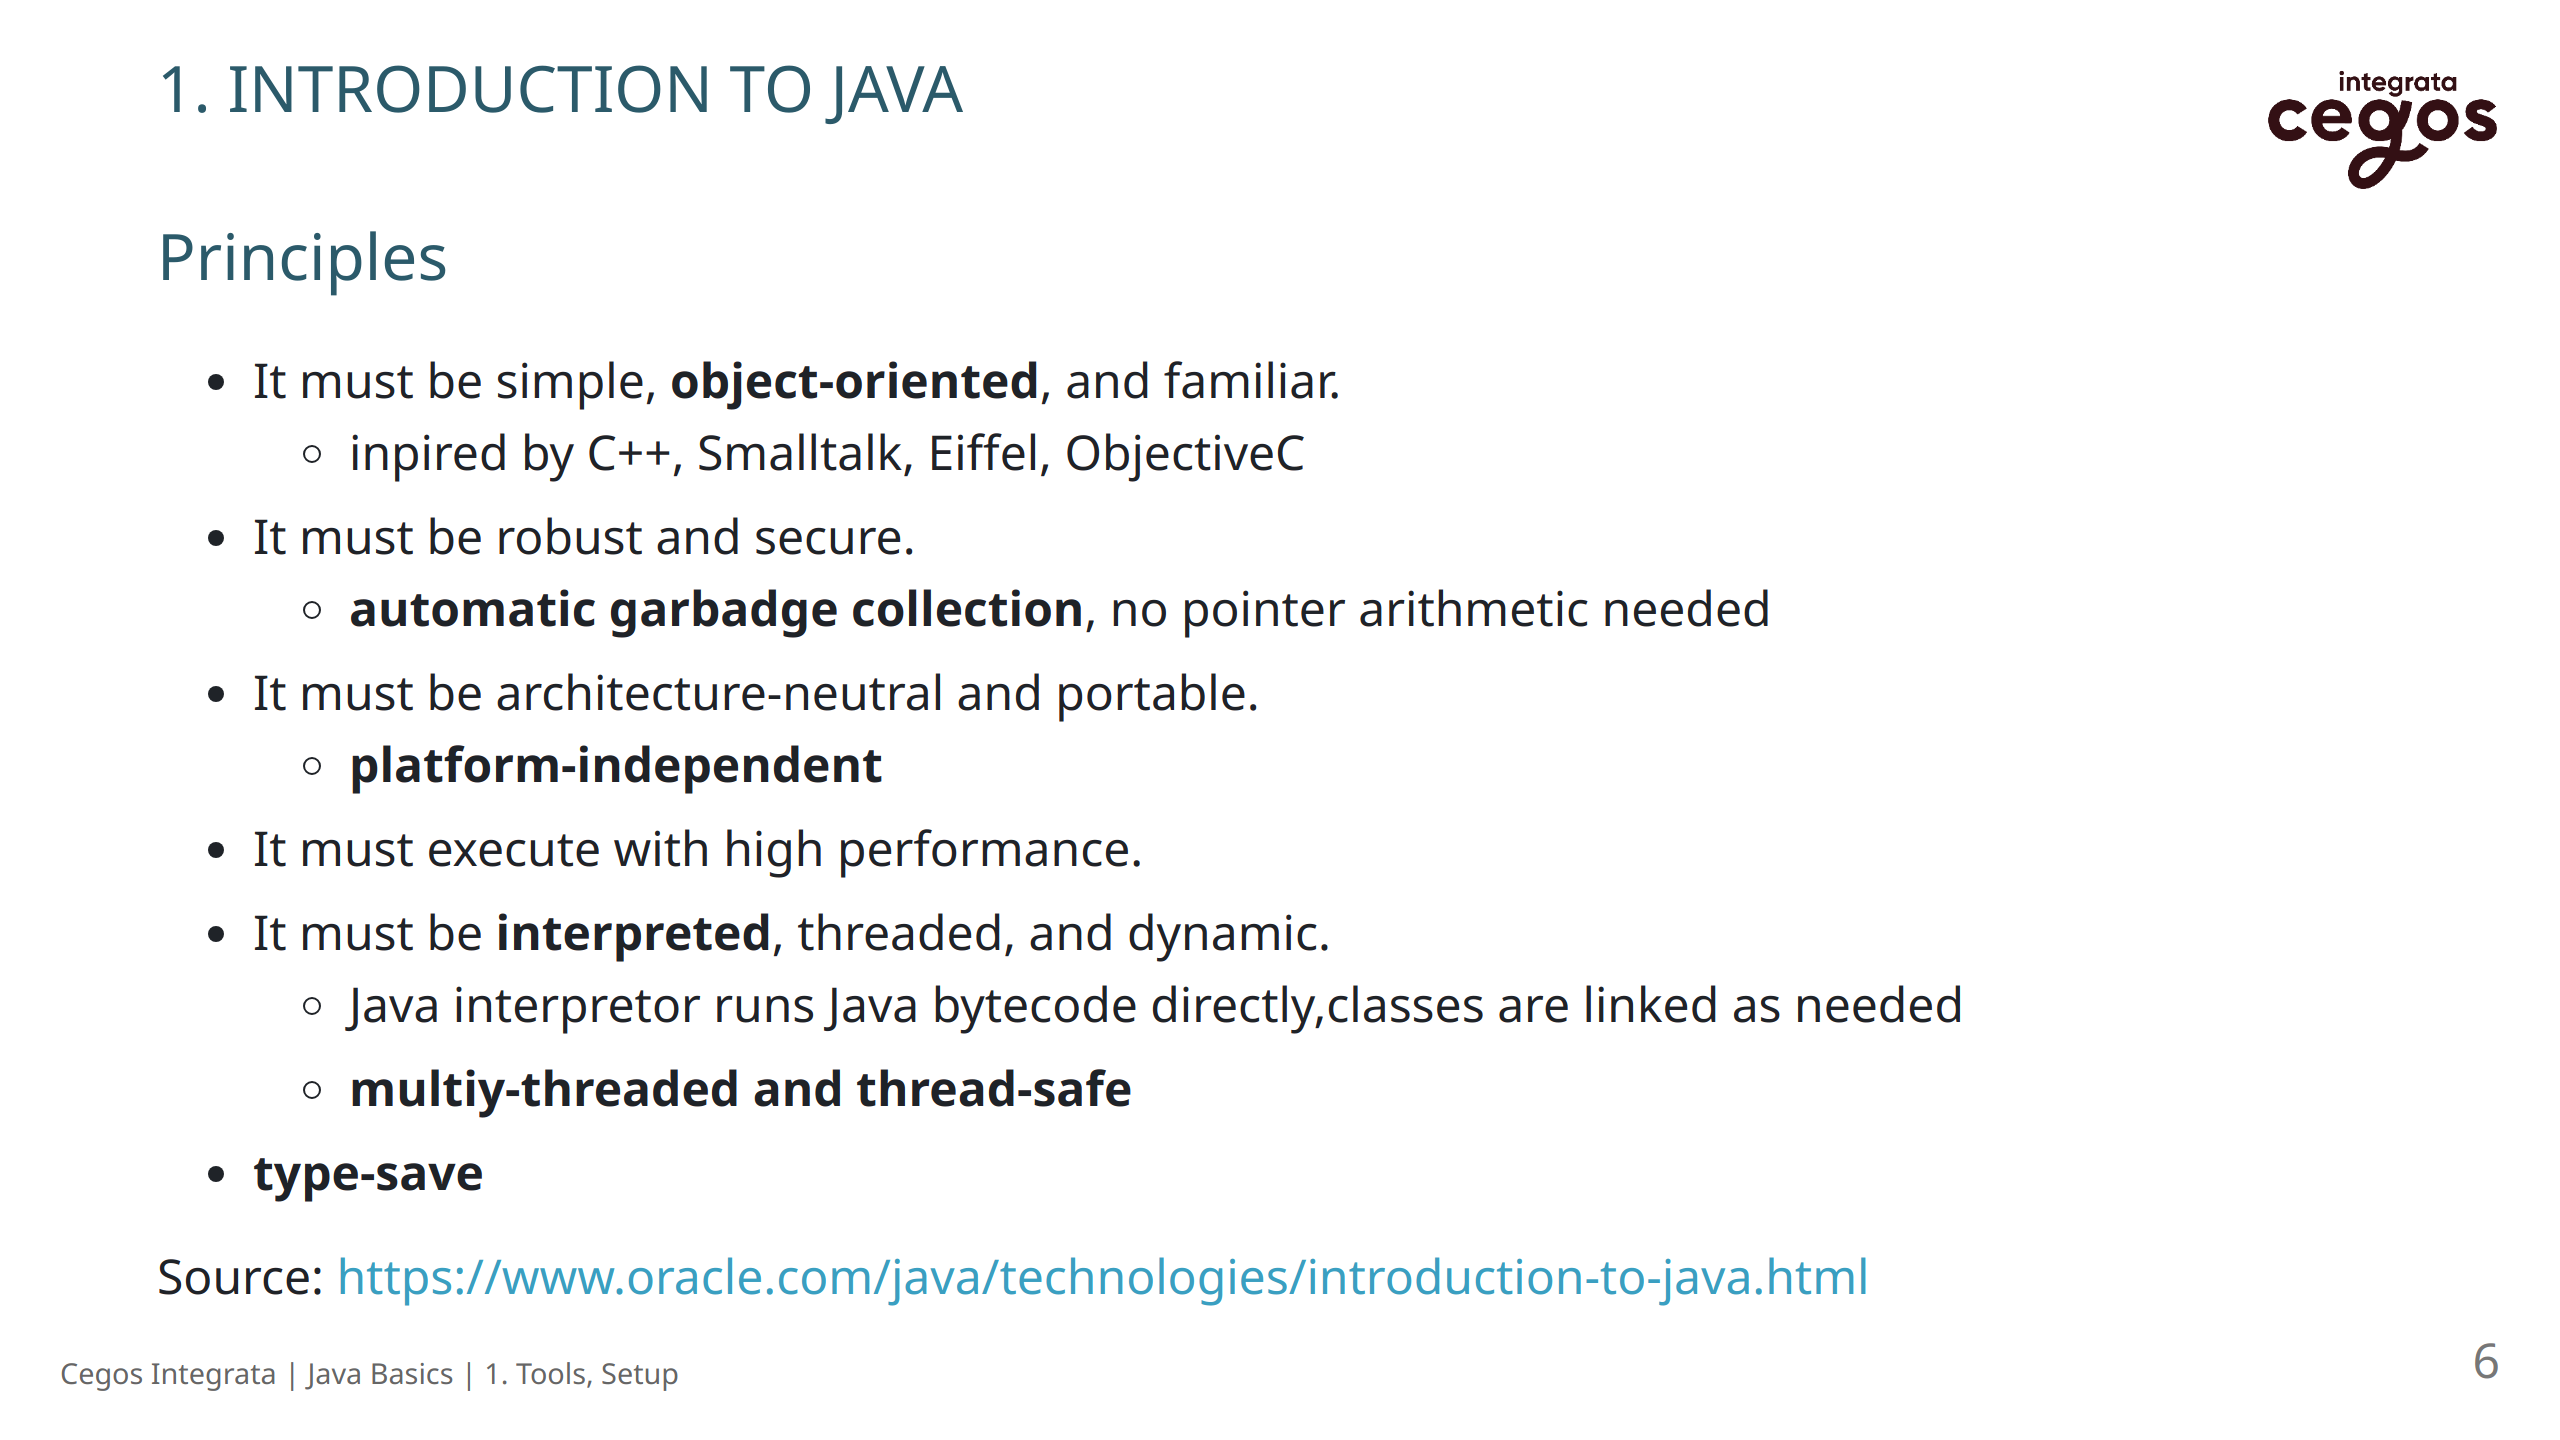 1. INTRODUCTION TO JAVA
integrata
cegos
Principles
• It must be simple, object-oriented, and familiar.
◦ inpired by C++, Smalltalk, Eiffel, ObjectiveC
• It must be robust and secure.
◦ automatic garbadge collection, no pointer arithmetic needed
• It must be architecture-neutral and portable.
◦ platform-independent
• It must execute with high performance.
• It must be interpreted, threaded, and dynamic.
◦ Java interpretor runs Java bytecode directly,classes are linked as needed
◦ multiy-threaded and thread-safe
• type-save
Source: https://www.oracle.com/java/technologies/introduction-to-java.html
Cegos Integrata | Java Basics | 1. Tools, Setup
6